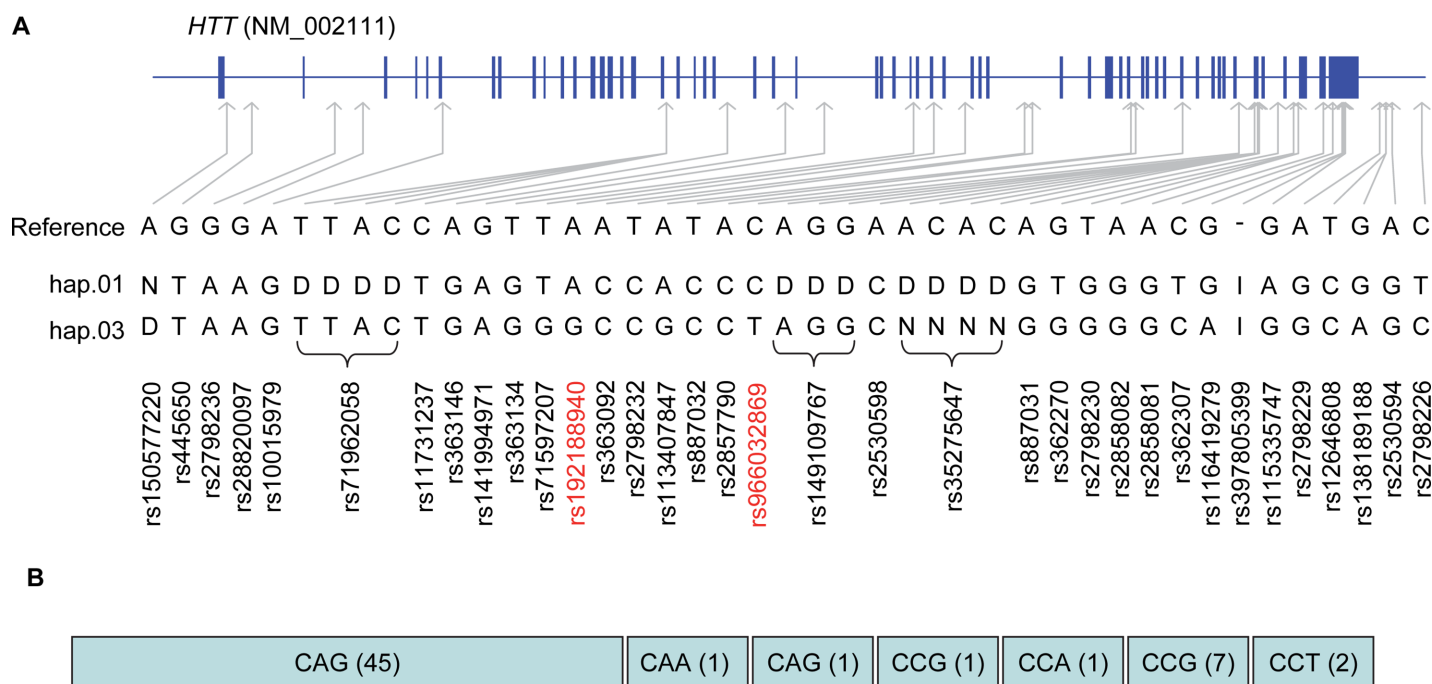 A
HTT (NM_002111)
Reference A G G G A T T A C C A G T T A A T A T A C A G G A A C A C A G T A A C G - G A T G A C
hap.01 N T A A G D D D D T G A G T A C C A C C C D D D C D D D D G T G G G T G I A G C G G T
hap.03 D T A A G T T A C T G A G G G C C G C C T A G G C N N N N G G G G G C A I G G C A G C
rs150577220
rs4445650
rs2798236
rs28820097
rs10015979
rs71962058
rs11731237
rs363146
rs141994971
rs363134
rs71597207
rs192188940
rs363092
rs2798232
rs113407847
rs887032
rs2857790
rs966032869
rs149109767
rs2530598
rs35275647
rs887031
rs362270
rs2798230
rs2858082
rs2858081
rs362307
rs116419279
rs397805399
rs115335747
rs2798229
rs12646808
rs138189188
rs2530594
rs2798226
B
CAG (45) CAA (1) CAG (1) CCG (1) CCA (1) CCG (7) CCT (2)